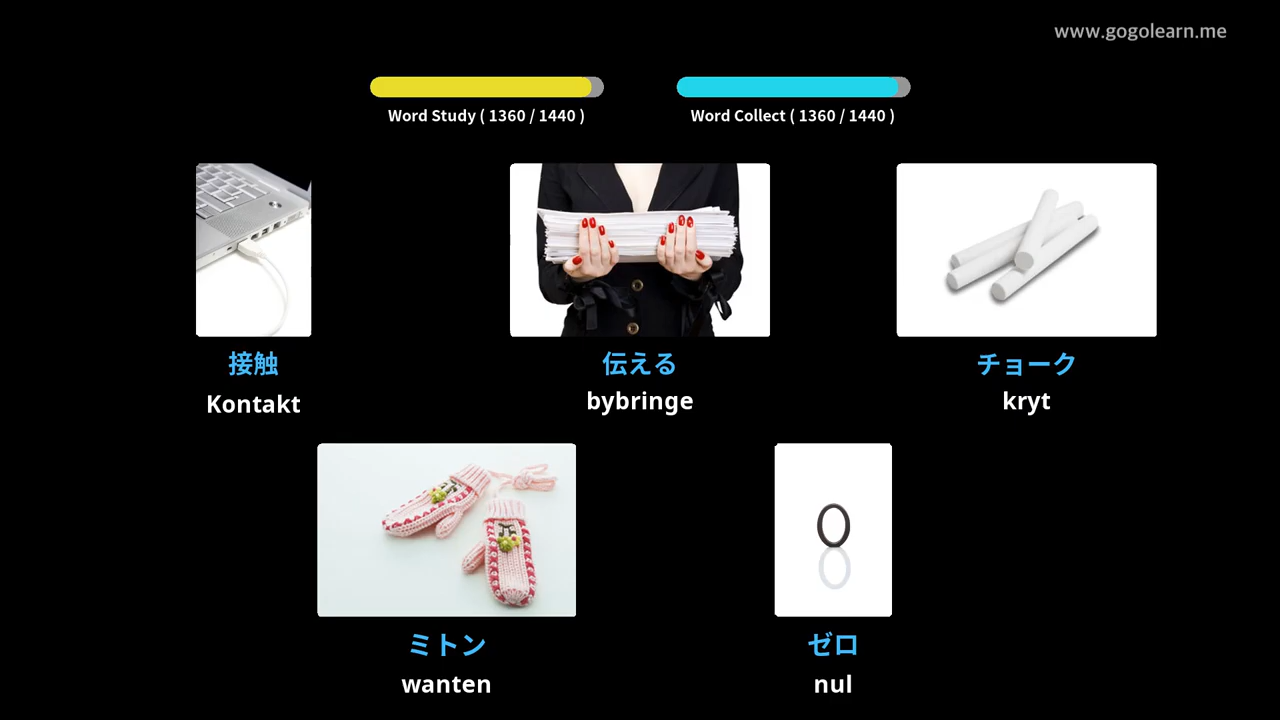 www.gogolearn.me
Word Study ( 1360 / 1440 )
Word Collect ( 1360 / 1440 )
接触
Kontakt
伝える
bybringe
チョーク
kryt
ミトン
wanten
ゼロ
nul